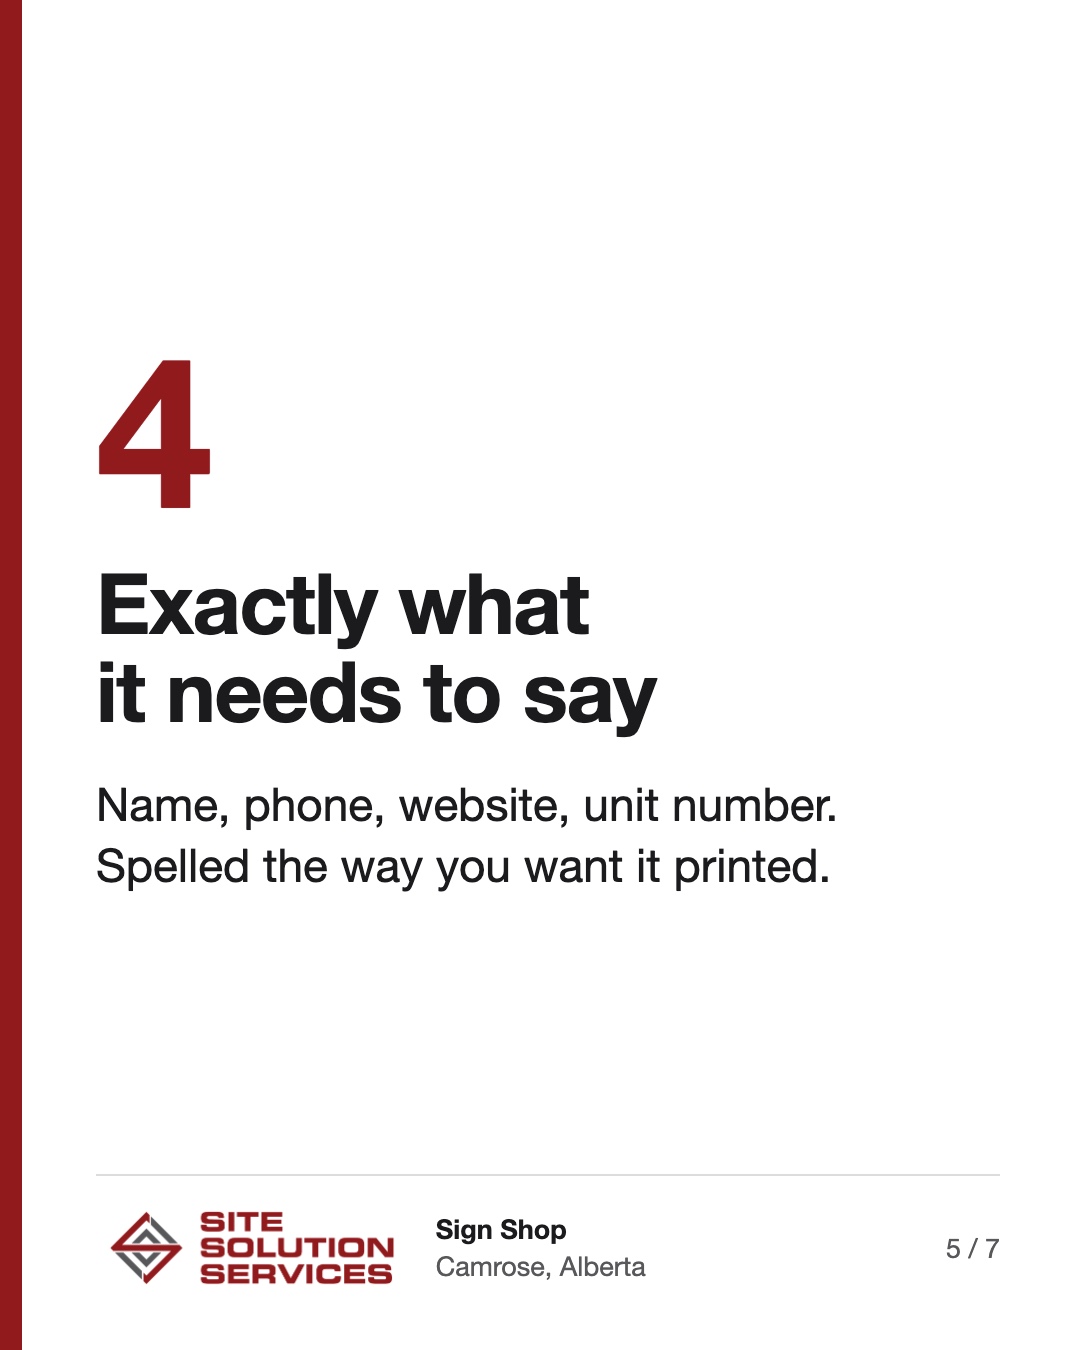 4
Exactly what
it needs to say
Name, phone, website, unit number.
Spelled the way you want it printed.
SITE
SOLUTION
SERVICES
Sign Shop
Camrose, Alberta
5 / 7